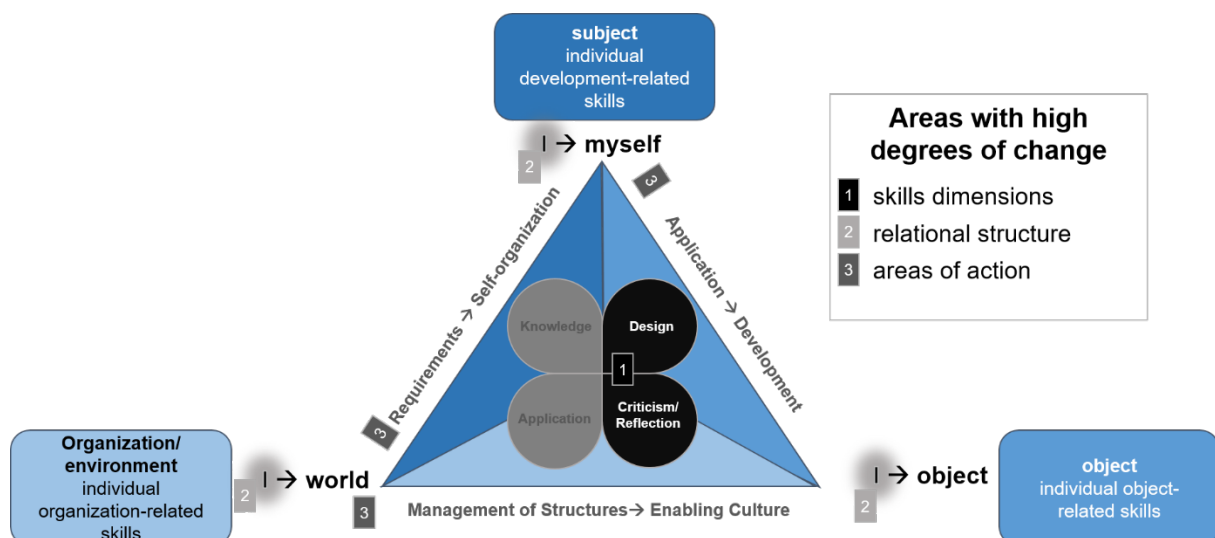 subject
individual
development-related
skills
I → myself
2
3
Areas with high
degrees of change
1 skills dimensions
2 relational structure
3 areas of action
Requirements → Self-organization
Application → Development
Knowledge
Design
1
Application
Criticism/
Reflection
3
Organization/
environment
individual
organization-related
skills
I → world
2
3
Management of Structures→ Enabling Culture
I → object
2
object
individual object-
related skills